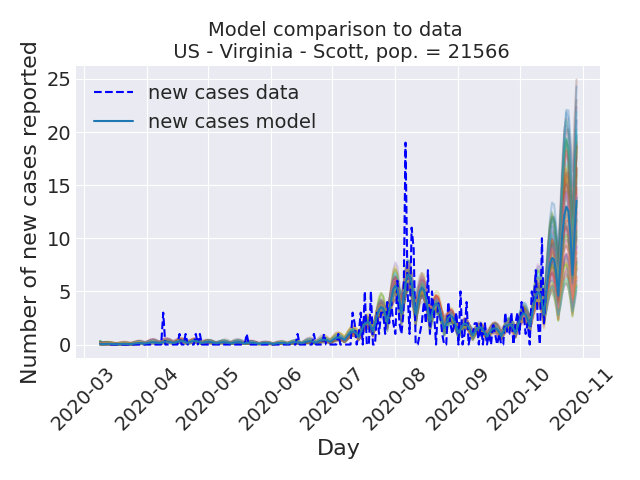 Model comparison to data
US - Virginia - Scott, pop. = 21566
Number of new cases reported
25
20
15
10
5
0
new cases data
new cases model
2020-03
2020-04
2020-05
2020-06
2020-07
2020-08
2020-09
2020-10
2020-11
Day